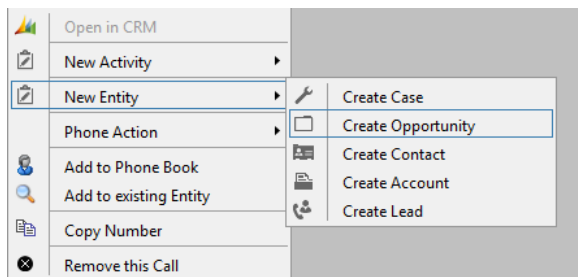 Open in CRM
New Activity
New Entity
Phone Action
Add to Phone Book
Add to existing Entity
Copy Number
Remove this Call
Create Case
Create Opportunity
Create Contact
Create Account
Create Lead